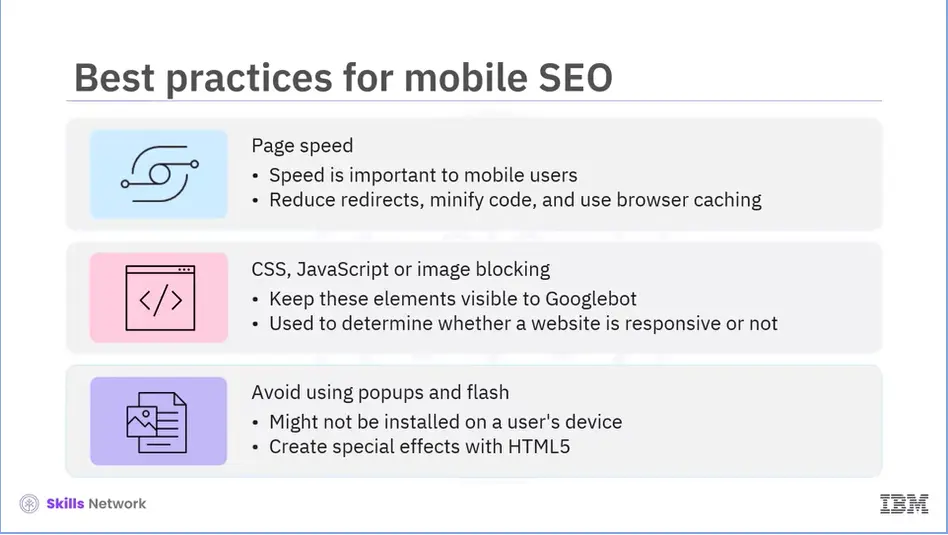 Best practices for mobile SEO
Page speed
• Speed is important to mobile users
• Reduce redirects, minify code, and use browser caching
</>
CSS, JavaScript or image blocking
• Keep these elements visible to Googlebot
• Used to determine whether a website is responsive or not
Avoid using popups and flash
• Might not be installed on a user's device
• Create special effects with HTML5
Skills Network
IBM